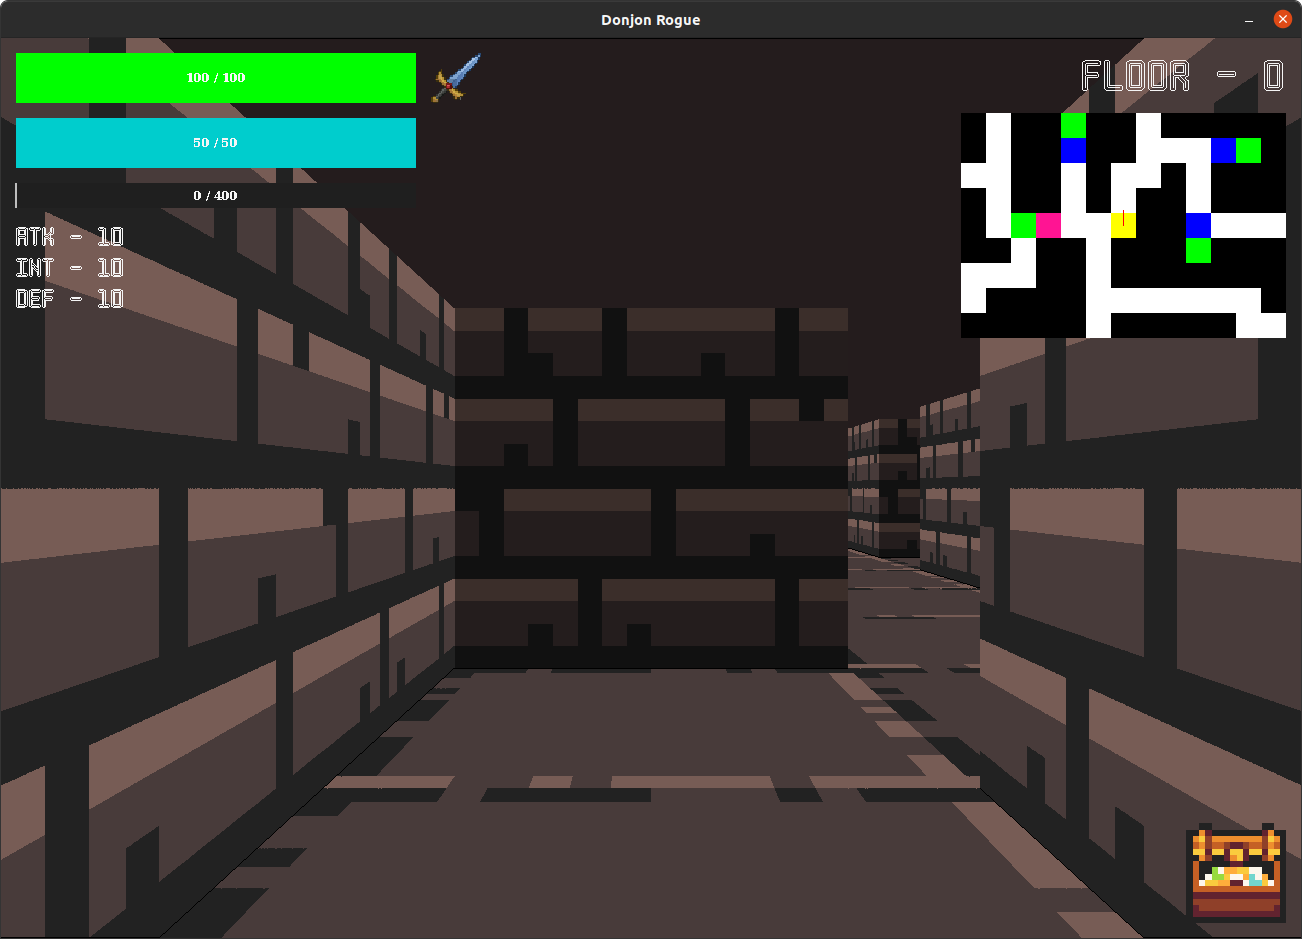 Donjon Rogue
100 / 100
50 / 50
0 / 400
ATK - 10
INT - 10
DEF - 10
FLOOR - 0